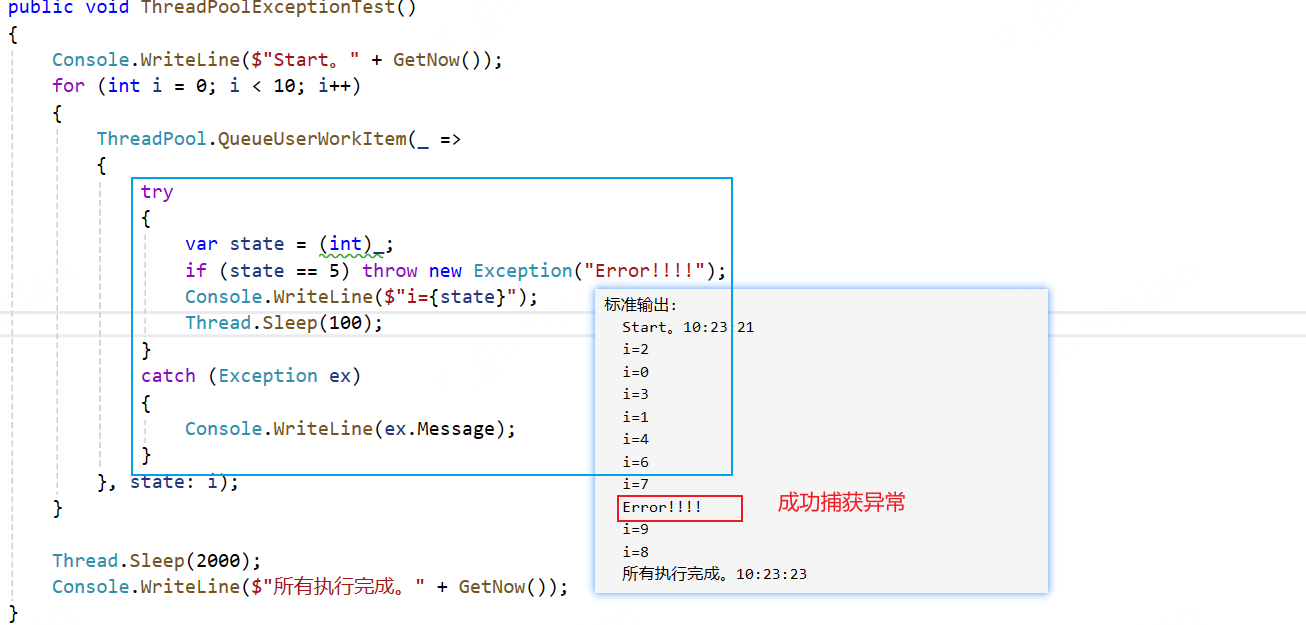 public void ThreadPoolExceptionTest()
{
    Console.WriteLine($"Start。" + GetNow());
    for (int i = 0; i < 10; i++)
    {
        ThreadPool.QueueUserWorkItem(_ =>
        {
            try
            {
                var state = (int)_;
                if (state == 5) throw new Exception("Error!!!!");
                Console.WriteLine($"i={state}");
                Thread.Sleep(100);
            }
            catch (Exception ex)
            {
                Console.WriteLine(ex.Message);
            }
        }, state: i);
    }
    Thread.Sleep(2000);
    Console.WriteLine($"所有执行完成。" + GetNow());
}
标准输出:
Start。10:23:21
i=2
i=0
i=3
i=1
i=4
i=6
i=7
Error!!!!
i=9
i=8
所有执行完成。10:23:23
成功捕获异常